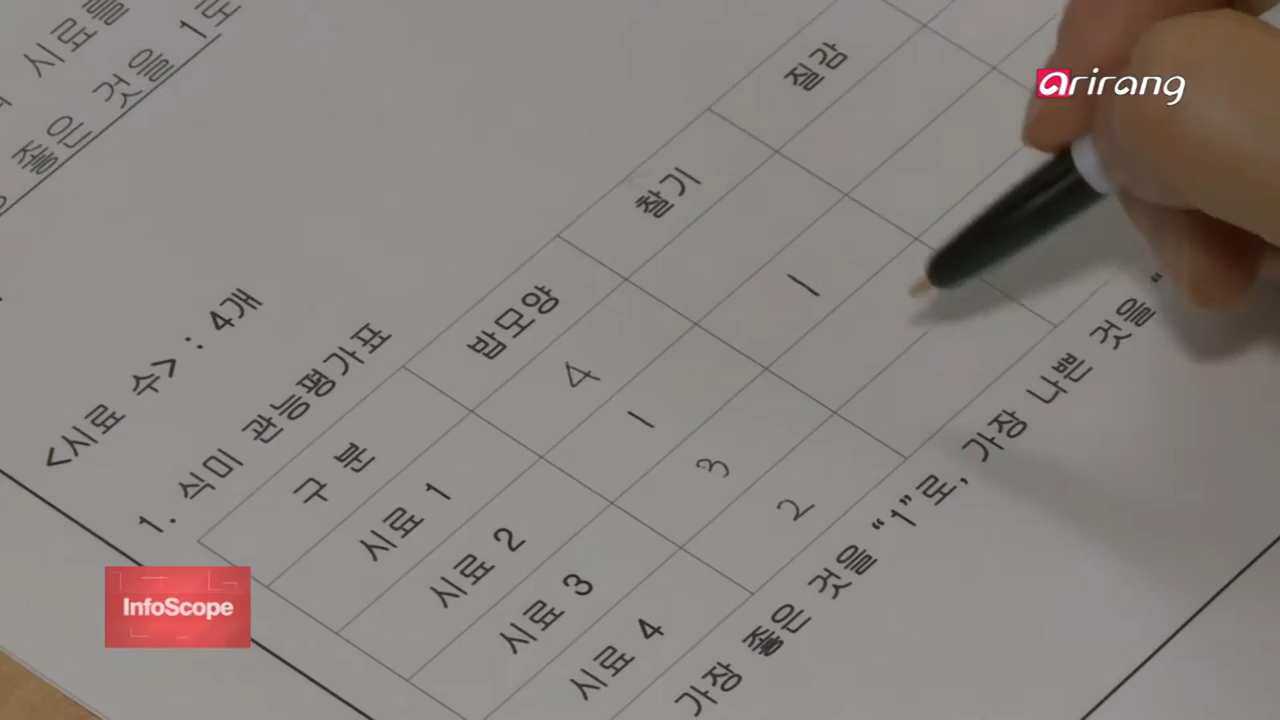 arirang
시료를
좋은 것을 1로
<시료 수> : 4개
1. 식미 관능평가표
구 분 밥모양 찰기 질감
시료 1 4
시료 2 1 1
시료 3 3
시료 4 2
가장 좋은 것을 “1”로, 가장 나쁜 것을 “
InfoScope